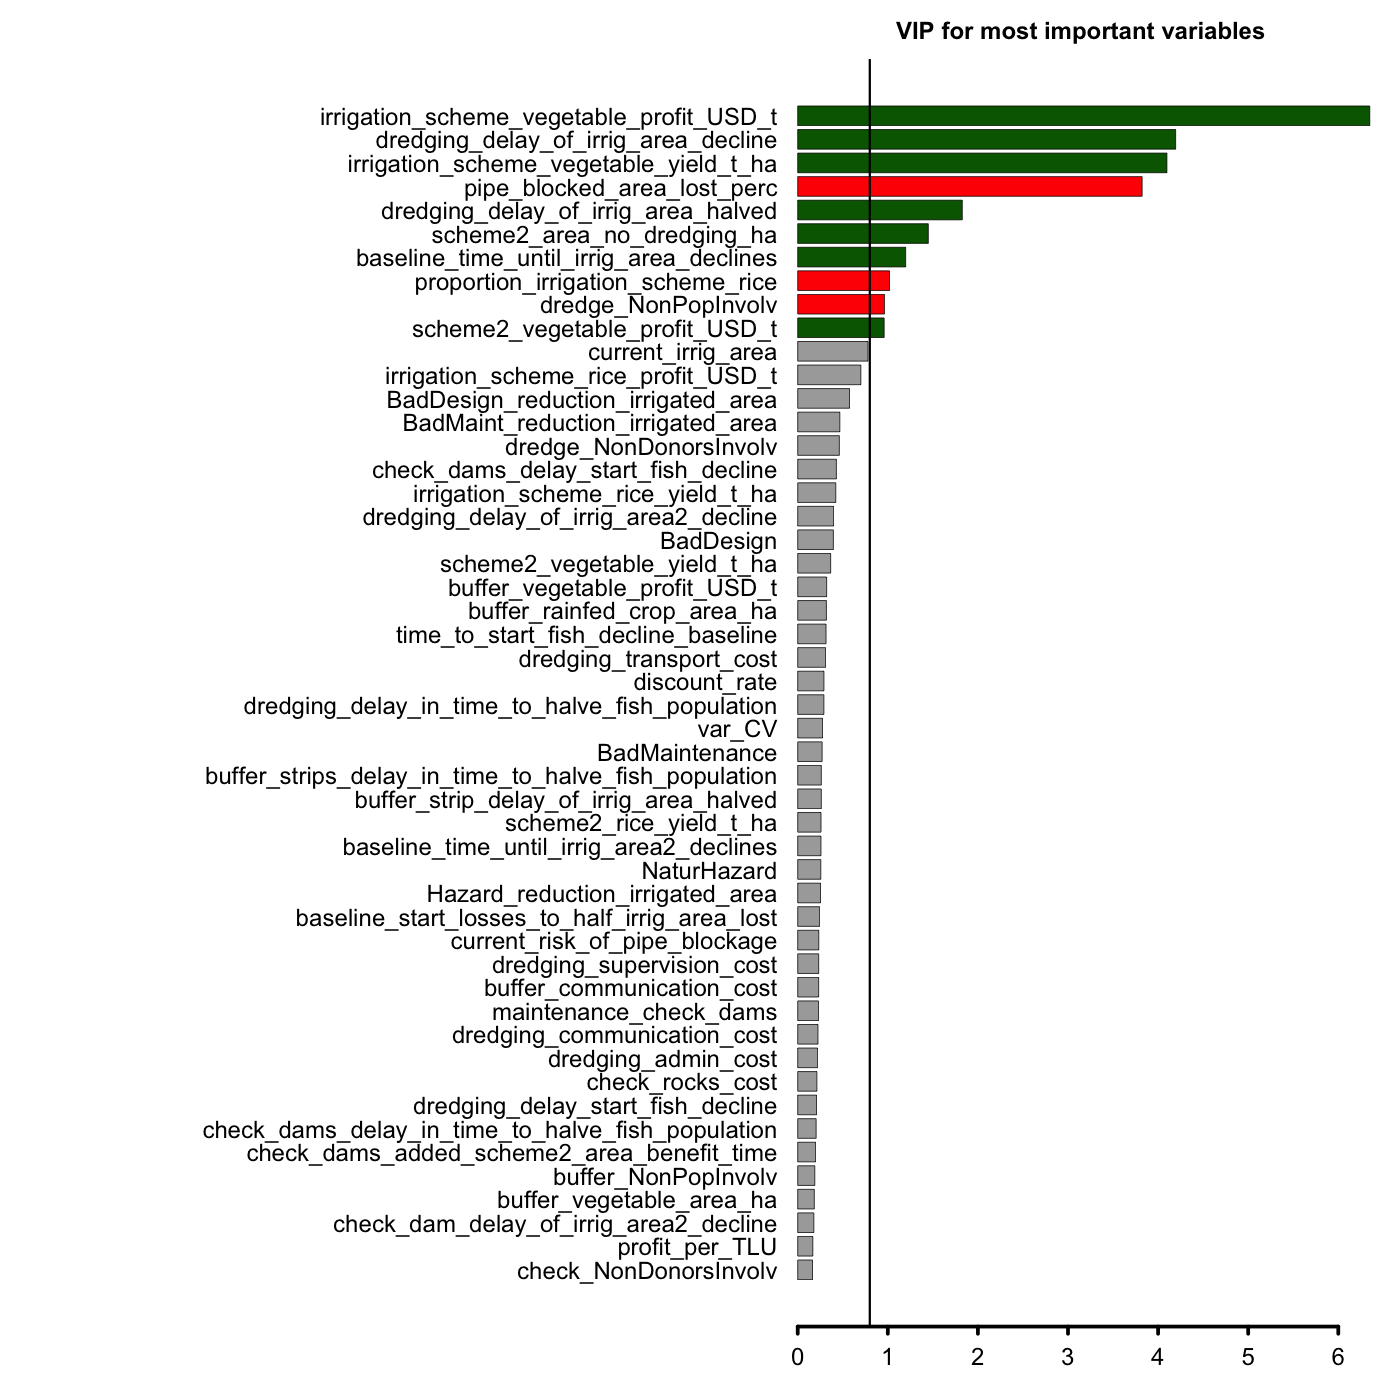 VIP for most important variables
irrigation_scheme_vegetable_profit_USD_t
dredging_delay_of_irrig_area_decline
irrigation_scheme_vegetable_yield_t_ha
pipe_blocked_area_lost_perc
dredging_delay_of_irrig_area_halved
scheme2_area_no_dredging_ha
baseline_time_until_irrig_area_declines
proportion_irrigation_scheme_rice
dredge_NonPopInvolv
scheme2_vegetable_profit_USD_t
current_irrig_area
irrigation_scheme_rice_profit_USD_t
BadDesign_reduction_irrigated_area
BadMaint_reduction_irrigated_area
dredge_NonDonorsInvolv
check_dams_delay_start_fish_decline
irrigation_scheme_rice_yield_t_ha
dredging_delay_of_irrig_area2_decline
BadDesign
scheme2_vegetable_yield_t_ha
buffer_vegetable_profit_USD_t
buffer_rainfed_crop_area_ha
time_to_start_fish_decline_baseline
dredging_transport_cost
discount_rate
dredging_delay_in_time_to_halve_fish_population
var_CV
BadMaintenance
buffer_strips_delay_in_time_to_halve_fish_population
buffer_strip_delay_of_irrig_area_halved
scheme2_rice_yield_t_ha
baseline_time_until_irrig_area2_declines
NaturHazard
Hazard_reduction_irrigated_area
baseline_start_losses_to_half_irrig_area_lost
current_risk_of_pipe_blockage
dredging_supervision_cost
buffer_communication_cost
maintenance_check_dams
dredging_communication_cost
dredging_admin_cost
check_rocks_cost
dredging_delay_start_fish_decline
check_dams_delay_in_time_to_halve_fish_population
check_dams_added_scheme2_area_benefit_time
buffer_NonPopInvolv
buffer_vegetable_area_ha
check_dam_delay_of_irrig_area2_decline
profit_per_TLU
check_NonDonorsInvolv
0 1 2 3 4 5 6